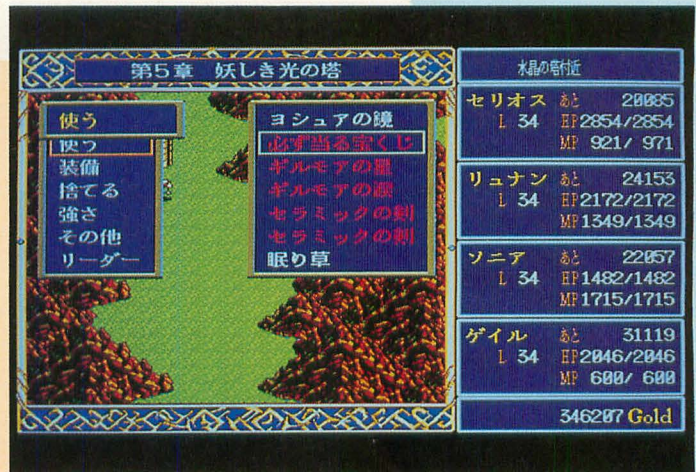 第5章 妖しき光の塔
使う
使う
装備
捨てる
強さ
その他
リーダー
ヨシュアの鏡
必ず当る宝くじ
ギルモアの星
ギルモアの涙
セラミックの剣
セラミックの剣
眠り草
水晶の塔付近
セリオス あと 20085
L 34 HP2854/2854
MP 921/ 971
リュナン あと 24153
L 34 HP2172/2172
MP1349/1349
ソニア あと 22057
L 34 HP1482/1482
MP1715/1715
ゲイル あと 31119
L 34 HP2046/2046
MP 600/ 600
346207 Gold